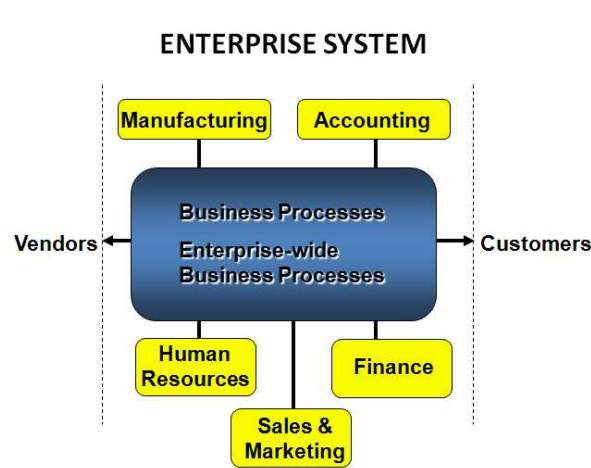 ENTERPRISE SYSTEM
Manufacturing
Accounting
Business Processes
Vendors
Enterprise-wide
Business Processes
Customers
Human
Resources
Finance
Sales &
Marketing